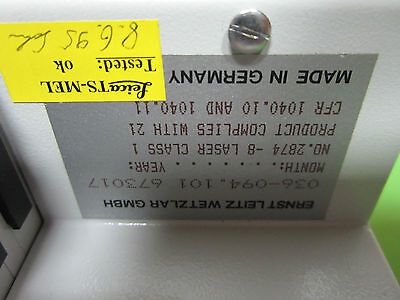 ERNST LEITZ WETZLAR GMBH
036-094.101 673017
MONTH: ...... YEAR:
NO.2874 -8 LASER CLASS 1
PRODUCT COMPLIES WITH 21
CFR 1040.10 AND 1040.11
MADE IN GERMANY
Leica TS-MEL
Tested: ok
8.6.95